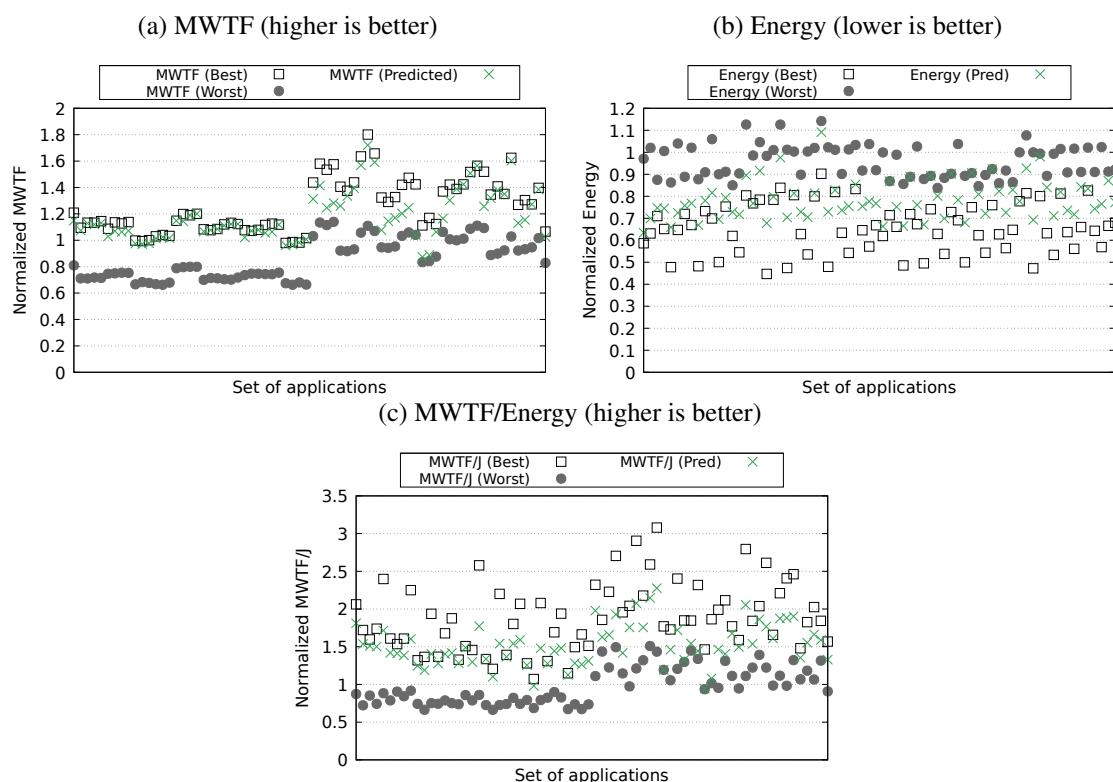 (a) MWTF (higher is better)
MWTF (Best) MWTF (Predicted)
MWTF (Worst)
2
1.8
1.6
1.4
1.2
1
0.8
0.6
0.4
0.2
0
Normalized MWTF
Set of applications
(b) Energy (lower is better)
Energy (Best) Energy (Pred)
Energy (Worst)
1.2
1.1
1
0.9
0.8
0.7
0.6
0.5
0.4
0.3
0.2
0.1
0
Normalized Energy
Set of applications
(c) MWTF/Energy (higher is better)
MWTF/J (Best) MWTF/J (Pred)
MWTF/J (Worst)
3.5
3
2.5
2
1.5
1
0.5
0
Normalized MWTF/J
Set of applications